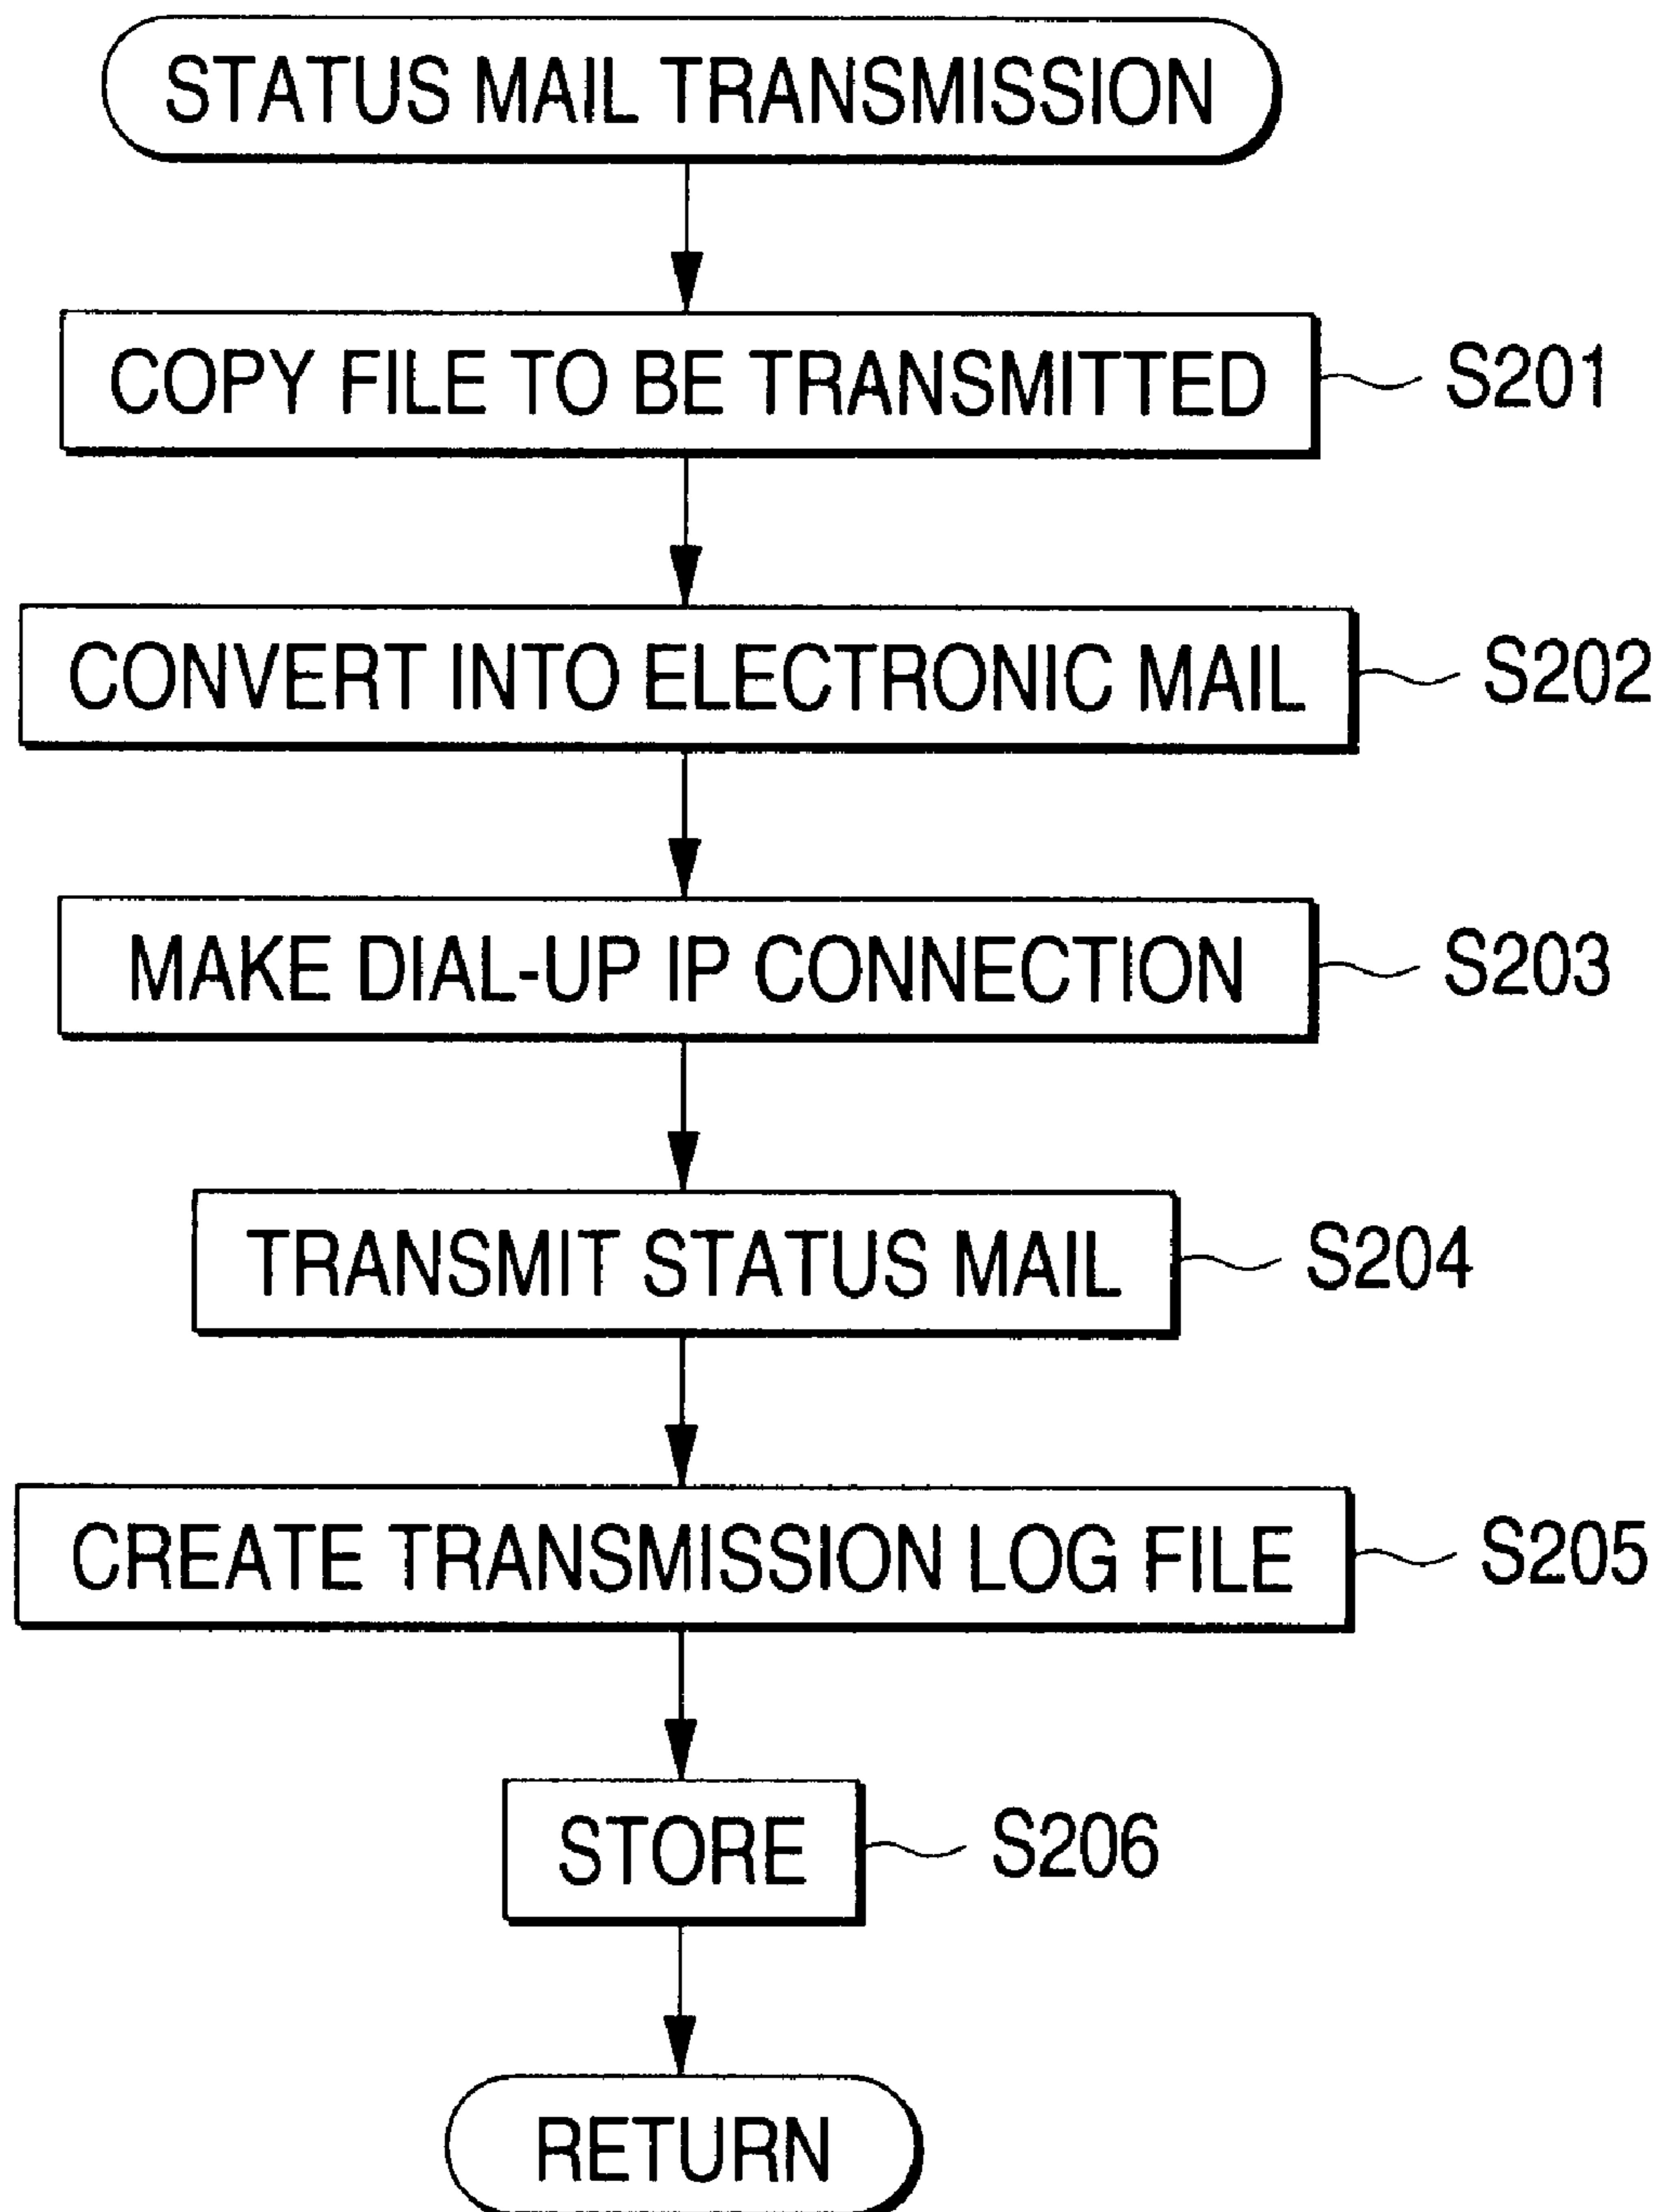 STATUS MAIL TRANSMISSION
COPY FILE TO BE TRANSMITTED S201
CONVERT INTO ELECTRONIC MAIL S202
MAKE DIAL-UP IP CONNECTION S203
TRANSMIT STATUS MAIL S204
CREATE TRANSMISSION LOG FILE S205
STORE S206
RETURN